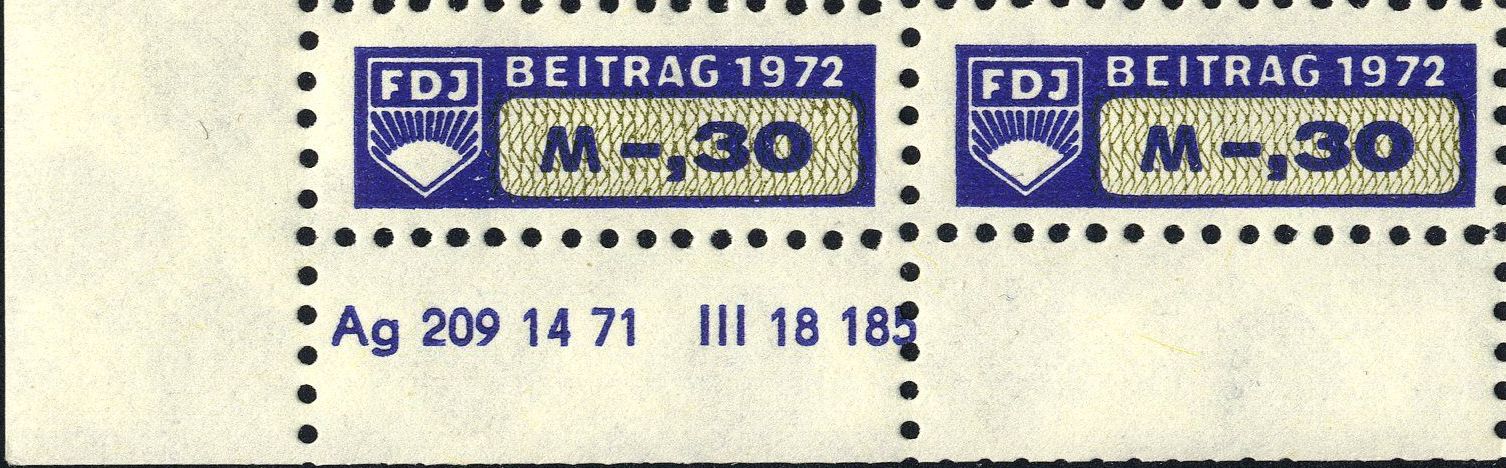 FDJ BEITRAG 1972
M -,30
FDJ BEITRAG 1972
M -,30
Ag 209 14 71 III 18 185